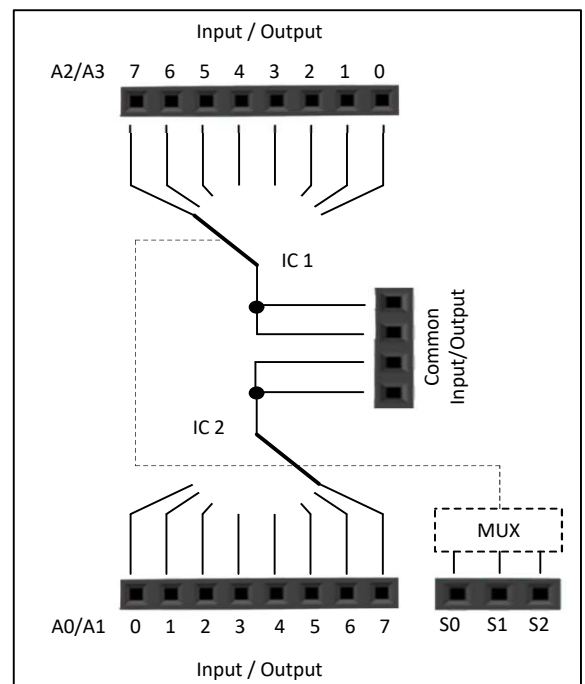 Input / Output
A2/A3 7 6 5 4 3 2 1 0
IC 1
Common
Input/Output
IC 2
MUX
A0/A1 0 1 2 3 4 5 6 7 S0 S1 S2
Input / Output